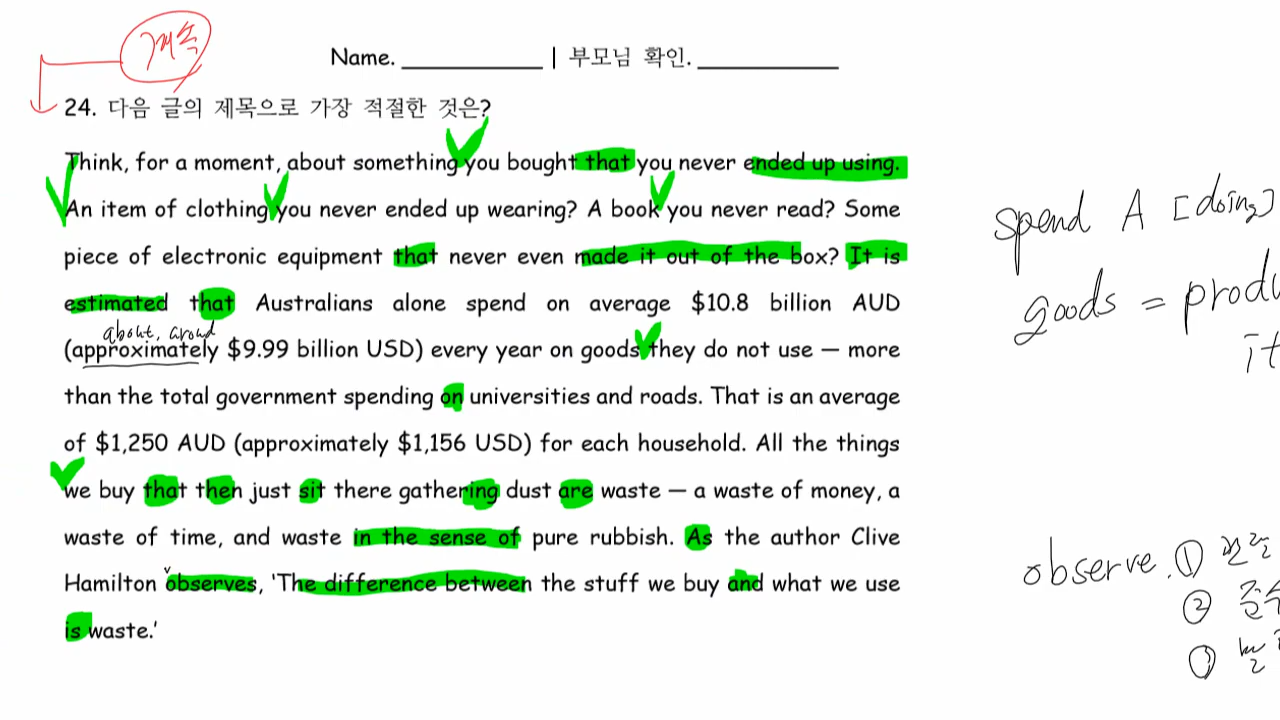 계속
Name. __________ | 부모님 확인. __________
24. 다음 글의 제목으로 가장 적절한 것은?
Think, for a moment, about something you bought that you never ended up using.
An item of clothing you never ended up wearing? A book you never read? Some
piece of electronic equipment that never even made it out of the box? It is
estimated that Australians alone spend on average $10.8 billion AUD
about, around
(approximately $9.99 billion USD) every year on goods they do not use — more
than the total government spending on universities and roads. That is an average
of $1,250 AUD (approximately $1,156 USD) for each household. All the things
we buy that then just sit there gathering dust are waste — a waste of money, a
waste of time, and waste in the sense of pure rubbish. As the author Clive
Hamilton observes, 'The difference between the stuff we buy and what we use
is waste.'
spend A [doing]
goods = produ
it
observe. ①
②
③